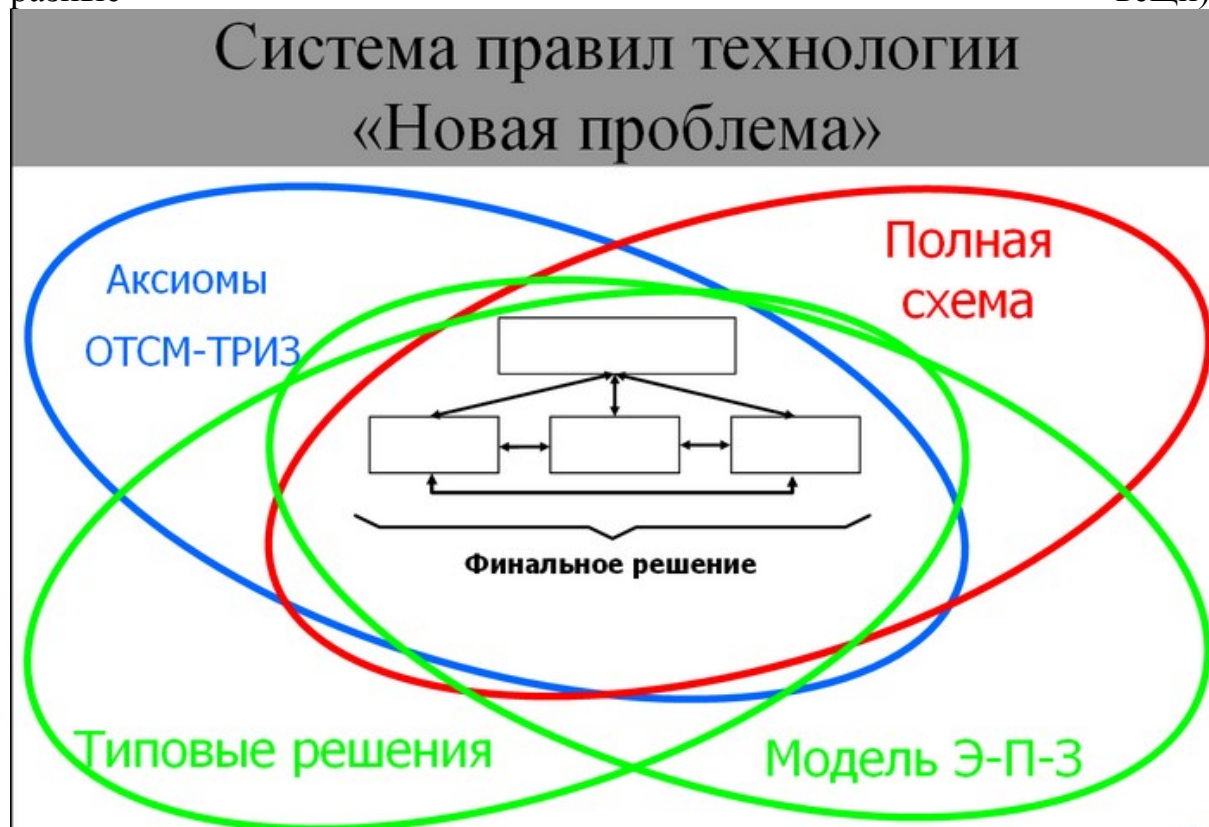 Система правил технологии
«Новая проблема»
Аксиомы
ОТСМ-ТРИЗ
Полная
схема
Финальное решение
Типовые решения
Модель Э-П-З